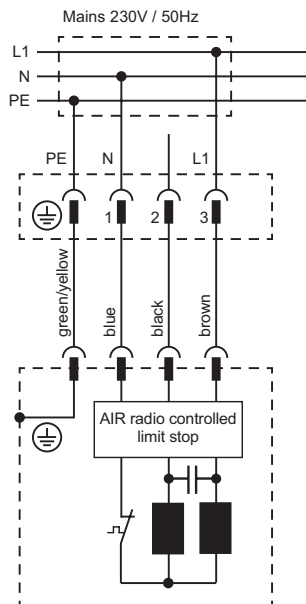 Mains 230V / 50Hz
L1
N
PE
PE N L1
1 2 3
green/yellow
blue
black
brown
AIR radio controlled
limit stop